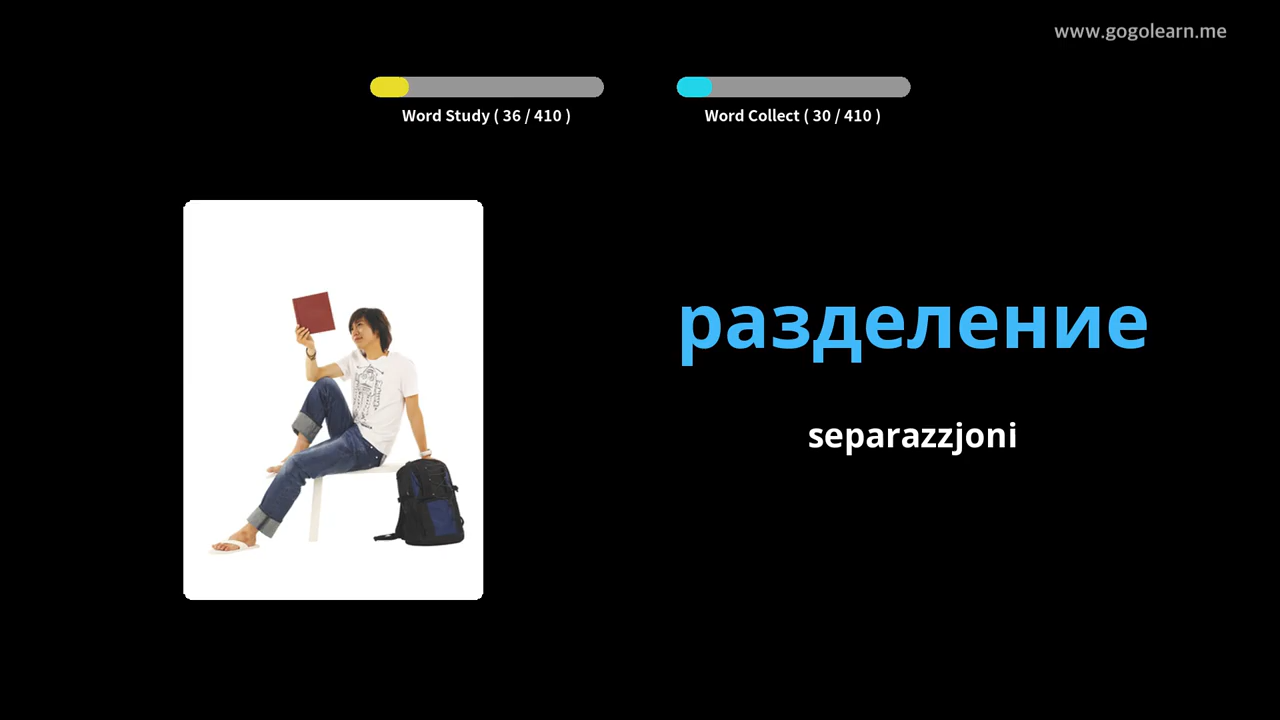 www.gogolearn.me
Word Study ( 36 / 410 )
Word Collect ( 30 / 410 )
разделение
separazzjoni